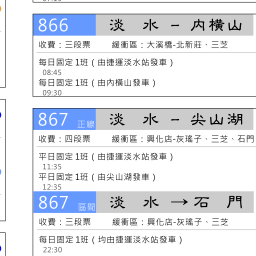 866 淡 水 - 內橫山
收費：三段票 緩衝區：大溪橋-北新莊、三芝
每日固定1班（由捷運淡水站發車）
08:45
每日固定1班（由內橫山發車）
09:30
867 正線 淡 水 - 尖山湖
收費：四段票 緩衝區：興化店-灰瑤子、三芝、石門
平日固定1班（由捷運淡水站發車）
11:35
平日固定1班（由尖山湖發車）
12:35
867 區間 淡 水 → 石 門
收費：三段票 緩衝區：興化店-灰瑤子、三芝
每日固定1班（均由捷運淡水站發車）
22:30